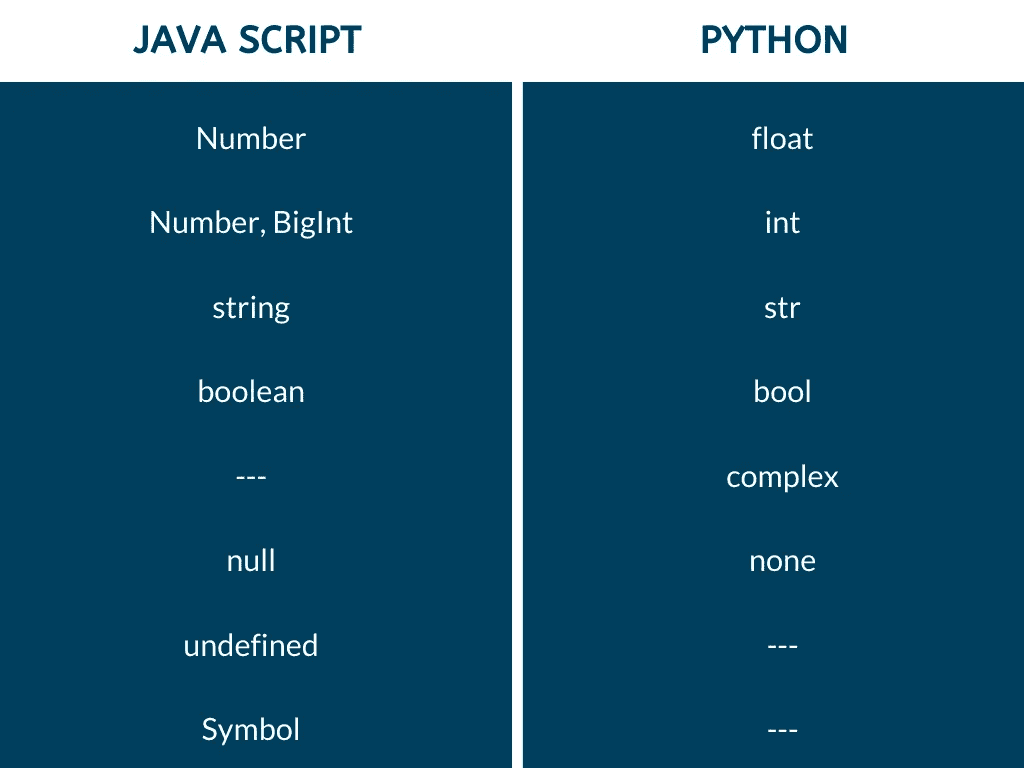 JAVA SCRIPT PYTHON
Number float
Number, BigInt int
string str
boolean bool
--- complex
null none
undefined ---
Symbol ---